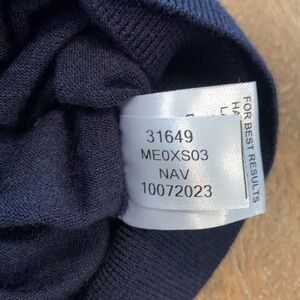 31649
ME0XS03
NAV
10072023
FOR BEST RESULTS